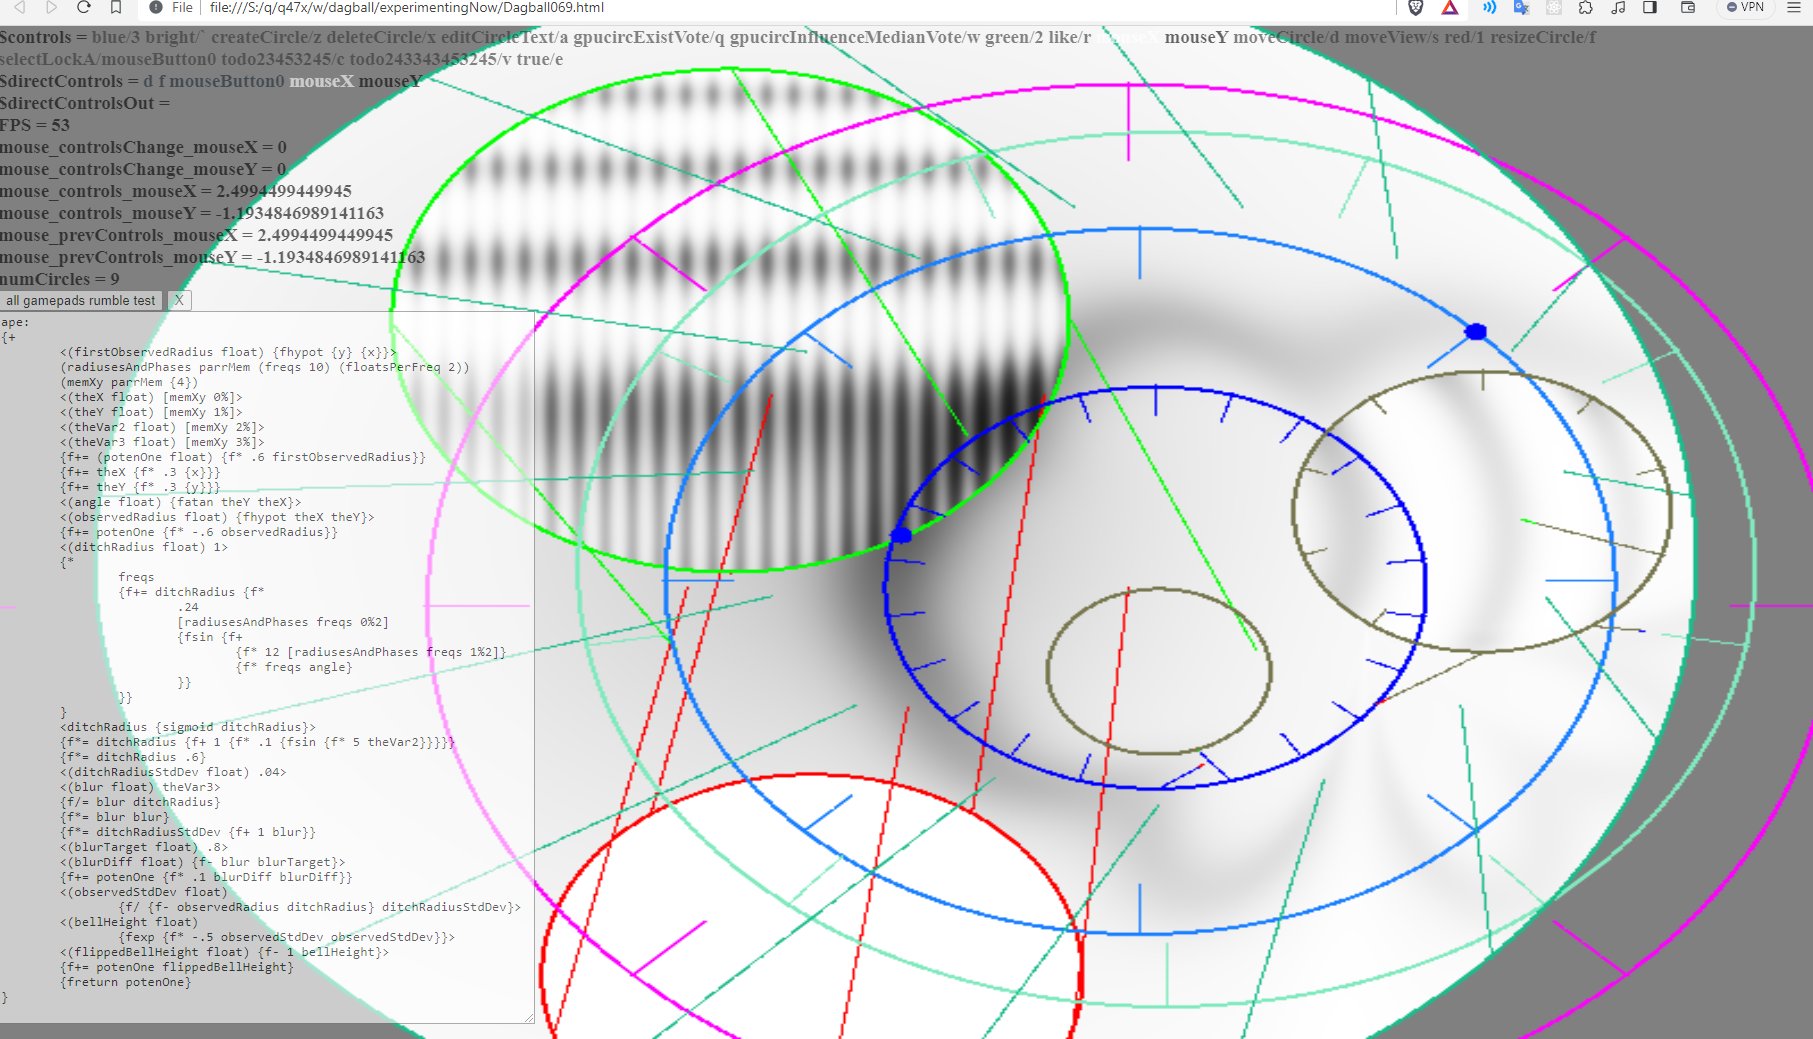 File
file:///S:/q/q47x/w/dagball/experimentingNow/Dagball069.html
VPN
$controls = blue/3 bright/` createCircle/z deleteCircle/x editCircleText/a gpucircExistVote/q gpucircInfluenceMedianVote/w green/2 like/r mouseX mouseY moveCircle/d moveView/s red/1 resizeCircle/f
selectLockA/mouseButton0 todo23453245/c todo243343453245/v true/e
$directControls = d f mouseButton0 mouseX mouseY
$directControlsOut =
FPS = 53
mouse_controlsChange_mouseX = 0
mouse_controlsChange_mouseY = 0
mouse_controls_mouseX = 2.4994499449945
mouse_controls_mouseY = -1.1934846989141163
mouse_prevControls_mouseX = 2.4994499449945
mouse_prevControls_mouseY = -1.1934846989141163
numCircles = 9
all gamepads rumble test X
ape:
{+
<(firstObservedRadius float) {fhypot {y} {x}}>
(radiusesAndPhases parrMem (freqs 10) (floatsPerFreq 2))
(memXy parrMem {4})
<(theX float) [memXy 0%]>
<(theY float) [memXy 1%]>
<(theVar2 float) [memXy 2%]>
<(theVar3 float) [memXy 3%]>
{f+= (potenOne float) {f* .6 firstObservedRadius}}
{f+= theX {f* .3 {x}}}
{f+= theY {f* .3 {y}}}
<(angle float) {fatan theY theX}>
<(observedRadius float) {fhypot theX theY}>
{f+= potenOne {f* -.6 observedRadius}}
<(ditchRadius float) 1>
{*
freqs
{f+= ditchRadius {f*
.24
[radiusesAndPhases freqs 0%2]
{fsin {f+
{f* 12 [radiusesAndPhases freqs 1%2]}
{f* freqs angle}
}}
}}
}
<ditchRadius {sigmoid ditchRadius}>
{f*= ditchRadius {f+ 1 {f* .1 {fsin {f* 5 theVar2}}}}}
{f*= ditchRadius .6}
<(ditchRadiusStdDev float) .04>
<(blur float) theVar3>
{f/= blur ditchRadius}
{f*= blur blur}
{f*= ditchRadiusStdDev {f+ 1 blur}}
<(blurTarget float) .8>
<(blurDiff float) {f- blur blurTarget}>
{f+= potenOne {f* .1 blurDiff blurDiff}}
<(observedStdDev float)
{f/ {f- observedRadius ditchRadius} ditchRadiusStdDev}>
<(bellHeight float)
{fexp {f* -.5 observedStdDev observedStdDev}}>
<(flippedBellHeight float) {f- 1 bellHeight}>
{f+= potenOne flippedBellHeight}
{freturn potenOne}
}